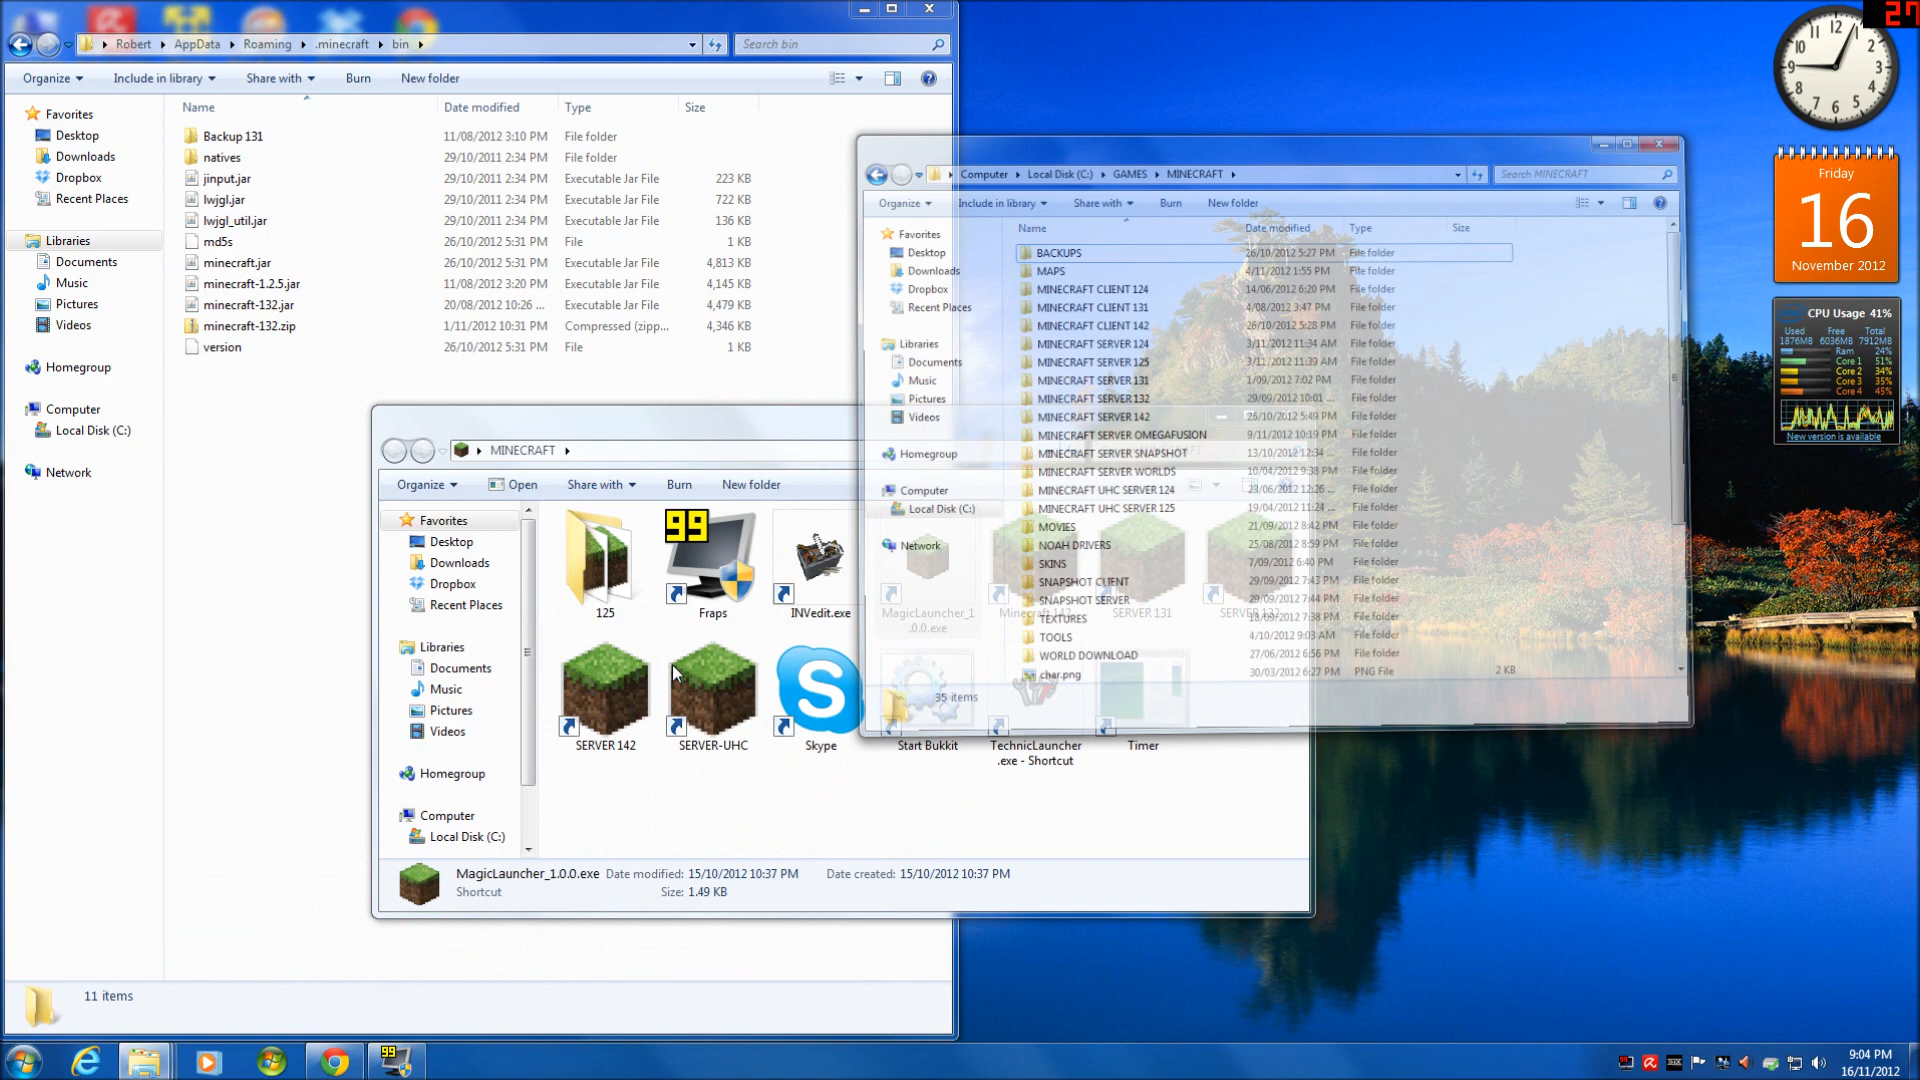 Robert AppData Roaming .minecraft bin
Search bin
Organize Include in library Share with Burn New folder
Name Date modified Type Size
Favorites
Desktop
Downloads
Dropbox
Recent Places
Libraries
Documents
Music
Pictures
Videos
Homegroup
Computer
Local Disk (C:)
Network
Backup 131 11/08/2012 3:10 PM File folder
natives 29/10/2011 2:34 PM File folder
jinput.jar 29/10/2011 2:34 PM Executable Jar File 223 KB
lwjgl.jar 29/10/2011 2:34 PM Executable Jar File 722 KB
lwjgl_util.jar 29/10/2011 2:34 PM Executable Jar File 136 KB
md5s 26/10/2012 5:31 PM File 1 KB
minecraft.jar 26/10/2012 5:31 PM Executable Jar File 4,813 KB
minecraft-1.2.5.jar 11/08/2012 3:20 PM Executable Jar File 4,145 KB
minecraft-132.jar 20/08/2012 10:26 ... Executable Jar File 4,479 KB
minecraft-132.zip 1/11/2012 10:31 PM Compressed (zipp... 4,346 KB
version 26/10/2012 5:31 PM File 1 KB
11 items
Computer Local Disk (C:) GAMES MINECRAFT
Search MINECRAFT
Organize Include in library Share with Burn New folder
Name Date modified Type Size
Favorites
Desktop
Downloads
Dropbox
Recent Places
Libraries
Documents
Music
Pictures
Videos
Homegroup
Computer
Local Disk (C:)
Network
BACKUPS 26/10/2012 5:27 PM File folder
MAPS 4/11/2012 1:55 PM File folder
MINECRAFT CLIENT 124 14/06/2012 6:20 PM File folder
MINECRAFT CLIENT 131 4/08/2012 3:47 PM File folder
MINECRAFT CLIENT 142 26/10/2012 5:28 PM File folder
MINECRAFT SERVER 124 3/11/2012 11:34 AM File folder
MINECRAFT SERVER 125 3/11/2012 11:39 AM File folder
MINECRAFT SERVER 131 1/09/2012 7:02 PM File folder
MINECRAFT SERVER 132 29/09/2012 10:01 ... File folder
MINECRAFT SERVER 142 26/10/2012 5:49 PM File folder
MINECRAFT SERVER OMEGAFUSION 9/11/2012 10:19 PM File folder
MINECRAFT SERVER SNAPSHOT 13/10/2012 12:34 ... File folder
MINECRAFT SERVER WORLDS 10/04/2012 9:38 PM File folder
MINECRAFT UHC SERVER 124 23/06/2012 12:26 ... File folder
MINECRAFT UHC SERVER 125 19/04/2012 11:24 ... File folder
MOVIES 21/09/2012 8:42 PM File folder
NOAH DRIVERS 25/08/2012 8:59 PM File folder
SKINS 7/09/2012 6:40 PM File folder
SNAPSHOT CLIENT 29/09/2012 7:43 PM File folder
SNAPSHOT SERVER 29/09/2012 7:44 PM File folder
TEXTURES 7:38 PM File folder
TOOLS 4/10/2012 9:03 AM File folder
WORLD DOWNLOAD 27/06/2012 6:56 PM File folder
char.png 30/03/2012 6:27 PM PNG File 2 KB
35 items
MINECRAFT
Organize Open Share with Burn New folder
Favorites
Desktop
Downloads
Dropbox
Recent Places
Libraries
Documents
Music
Pictures
Videos
Homegroup
Computer
Local Disk (C:)
99
125 Fraps INVedit.exe MagicLauncher_1.0.0.exe Minecraft 142 SERVER 131 SERVER 132
S
SERVER 142 SERVER-UHC Skype Start Bukkit TechnicLauncher Timer
.exe - Shortcut
MagicLauncher_1.0.0.exe Date modified: 15/10/2012 10:37 PM Date created: 15/10/2012 10:37 PM
Shortcut Size: 1.49 KB
27
12 1 2 3 4 5 6 7 8 9 10 11
Friday
16
November 2012
CPU Usage 41%
Used Free Total
1876MB 6036MB 7912MB
Ram 24%
Core 1 51%
Core 2 34%
Core 3 35%
Core 4 45%
New version is available
99
9:04 PM
16/11/2012